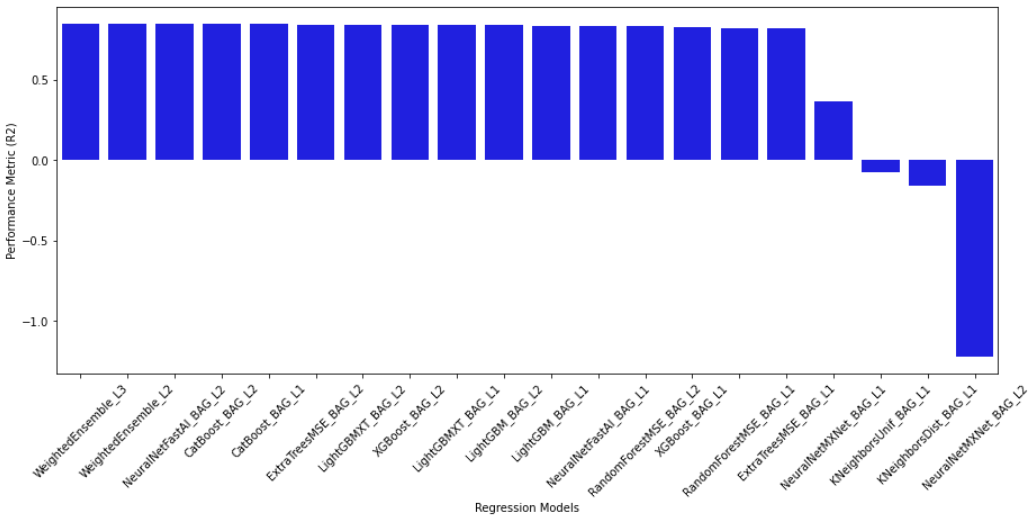 Performance Metric (R2)
0.5
0.0
−0.5
−1.0
WeightedEnsemble_L3
WeightedEnsemble_L2
NeuralNetFastAI_BAG_L2
CatBoost_BAG_L2
CatBoost_BAG_L1
ExtraTreesMSE_BAG_L2
LightGBMXT_BAG_L2
XGBoost_BAG_L2
LightGBMXT_BAG_L1
LightGBM_BAG_L2
LightGBM_BAG_L1
NeuralNetFastAI_BAG_L1
RandomForestMSE_BAG_L2
XGBoost_BAG_L1
RandomForestMSE_BAG_L1
ExtraTreesMSE_BAG_L1
NeuralNetMXNet_BAG_L1
KNeighborsUnif_BAG_L1
KNeighborsDist_BAG_L1
NeuralNetMXNet_BAG_L2
Regression Models